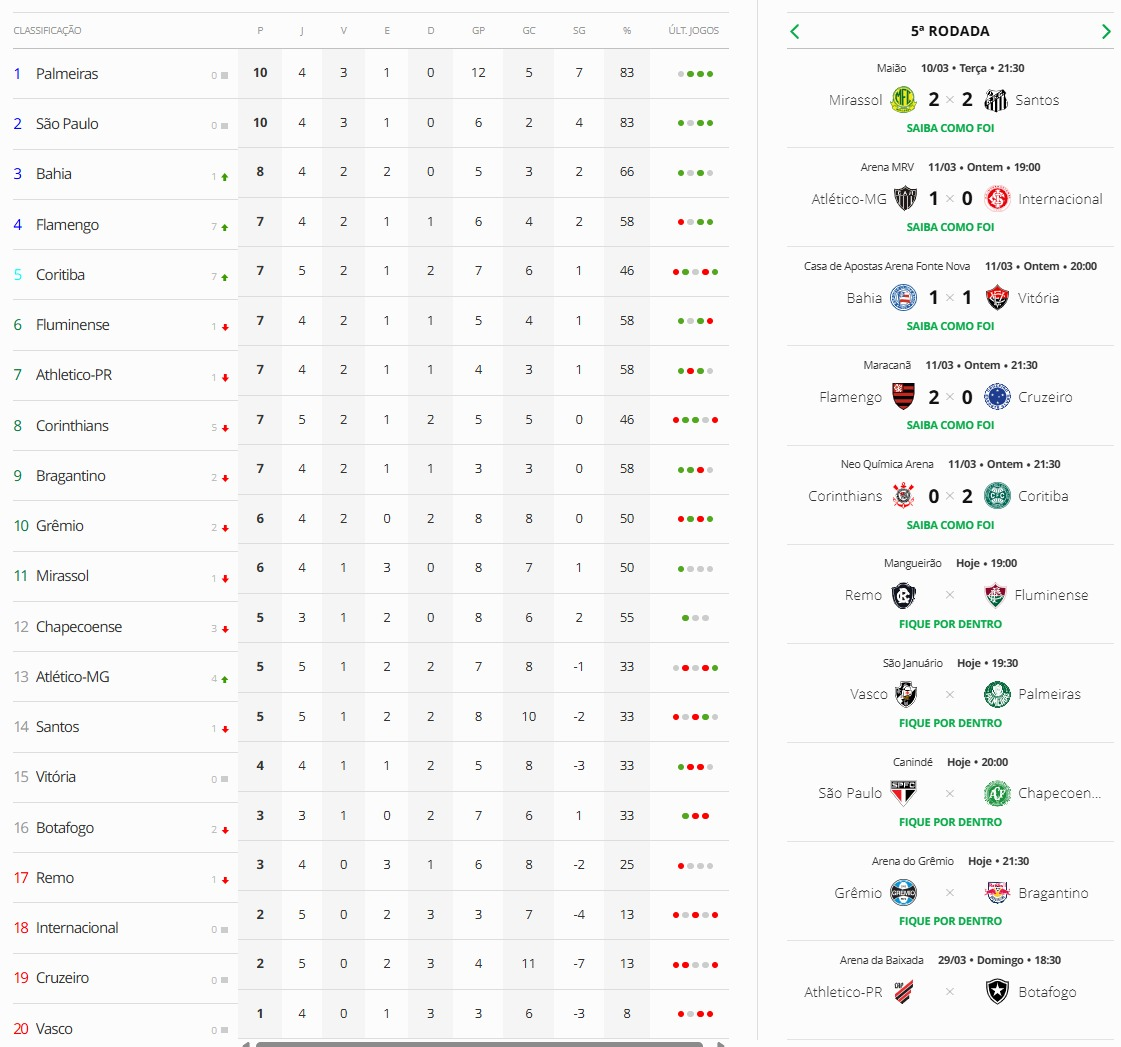 CLASSIFICAÇÃO P J V E D GP GC SG % ÚLT. JOGOS
1 Palmeiras 0 10 4 3 1 0 12 5 7 83
2 São Paulo 0 10 4 3 1 0 6 2 4 83
3 Bahia 1 8 4 2 2 0 5 3 2 66
4 Flamengo 7 7 4 2 1 1 6 4 2 58
5 Coritiba 7 7 5 2 1 2 7 6 1 46
6 Fluminense 1 7 4 2 1 1 5 4 1 58
7 Athletico-PR 1 7 4 2 1 1 4 3 1 58
8 Corinthians 5 7 5 2 1 2 5 5 0 46
9 Bragantino 2 7 4 2 1 1 3 3 0 58
10 Grêmio 2 6 4 2 0 2 8 8 0 50
11 Mirassol 1 6 4 1 3 0 8 7 1 50
12 Chapecoense 3 5 3 1 2 0 8 6 2 55
13 Atlético-MG 4 5 5 1 2 2 7 8 -1 33
14 Santos 1 5 5 1 2 2 8 10 -2 33
15 Vitória 0 4 4 1 1 2 5 8 -3 33
16 Botafogo 2 3 3 1 0 2 7 6 1 33
17 Remo 1 3 4 0 3 1 6 8 -2 25
18 Internacional 0 2 5 0 2 3 3 7 -4 13
19 Cruzeiro 0 2 5 0 2 3 4 11 -7 13
20 Vasco 0 1 4 0 1 3 3 6 -3 8
5ª RODADA
Maião 10/03 • Terça • 21:30
Mirassol 2 × 2 Santos
SAIBA COMO FOI
Arena MRV 11/03 • Ontem • 19:00
Atlético-MG 1 × 0 Internacional
SAIBA COMO FOI
Casa de Apostas Arena Fonte Nova 11/03 • Ontem • 20:00
Bahia 1 × 1 Vitória
SAIBA COMO FOI
Maracanã 11/03 • Ontem • 21:30
Flamengo 2 × 0 Cruzeiro
SAIBA COMO FOI
Neo Química Arena 11/03 • Ontem • 21:30
Corinthians 0 × 2 Coritiba
SAIBA COMO FOI
Mangueirão Hoje • 19:00
Remo × Fluminense
FIQUE POR DENTRO
São Januário Hoje • 19:30
Vasco × Palmeiras
FIQUE POR DENTRO
Canindé Hoje • 20:00
São Paulo SPFC × Chapecoen...
FIQUE POR DENTRO
Arena do Grêmio Hoje • 21:30
Grêmio GRÊMIO × Bragantino
FIQUE POR DENTRO
Arena da Baixada 29/03 • Domingo • 18:30
Athletico-PR × Botafogo